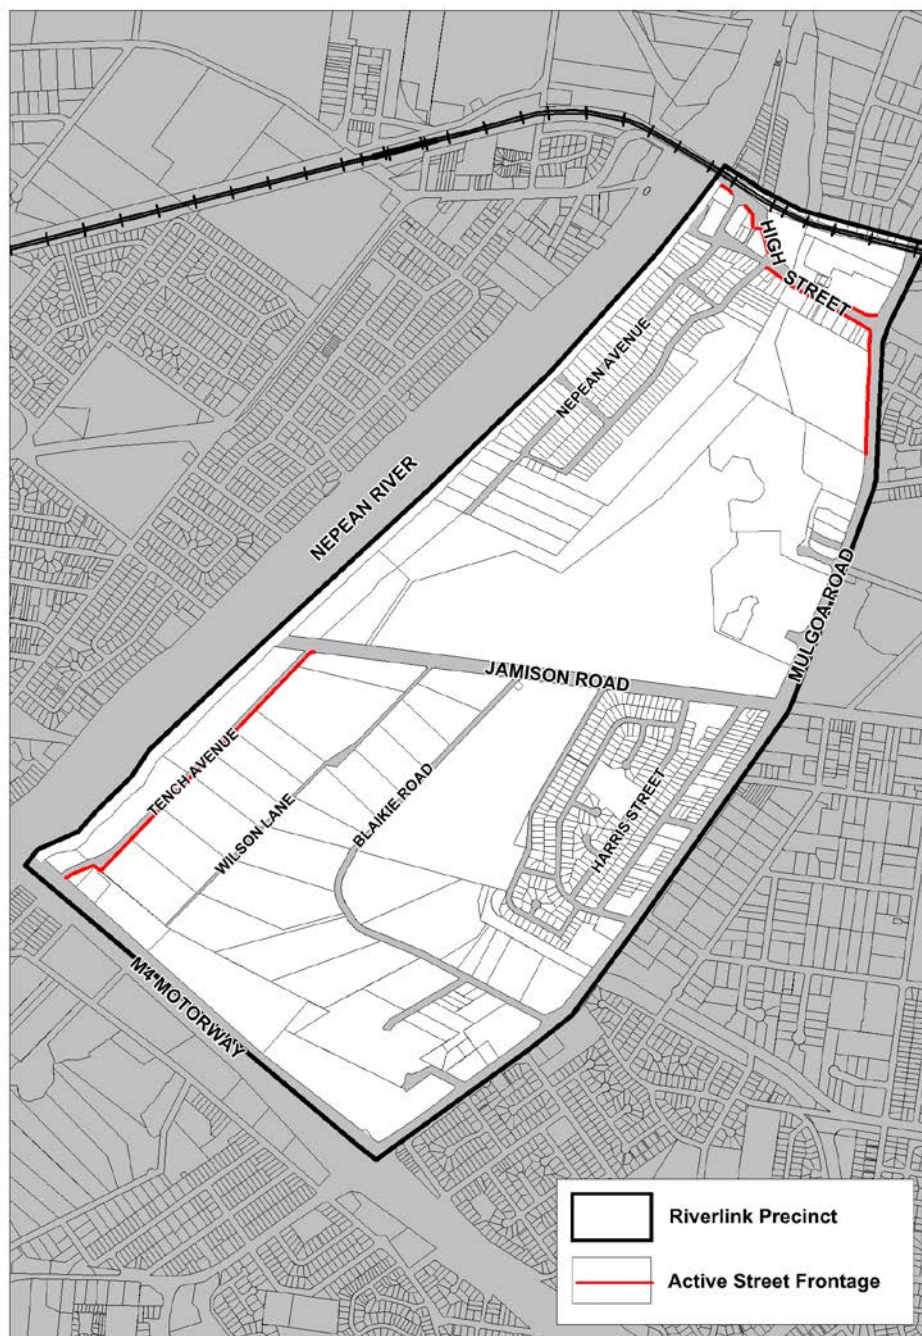 HIGH STREET
NEPEAN AVENUE
NEPEAN RIVER
MULGOA ROAD
JAMISON ROAD
TENCH AVENUE
WILSON LANE
BLAIKIE ROAD
HARRIS STREET
M4 MOTORWAY
Riverlink Precinct
Active Street Frontage